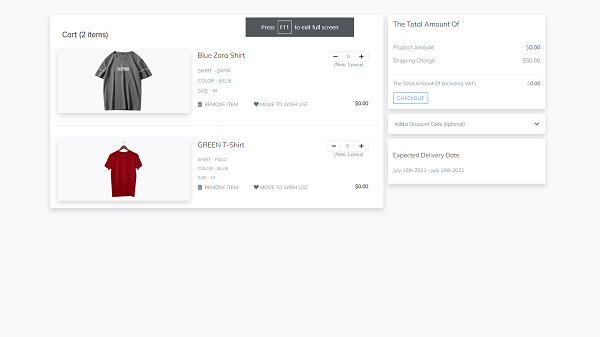 Press F11 to exit full screen
Cart (2 items)
Blue Zara Shirt
SHIRT - ZARA
COLOR - BLUE
SIZE - M
0
(Note, 1 piece)
REMOVE ITEM
MOVE TO WISH LIST
$0.00
GREEN T-Shirt
SHIRT - POLO
COLOR - BLUE
SIZE - M
0
(Note, 1 piece)
REMOVE ITEM
MOVE TO WISH LIST
$0.00
The Total Amount Of
Product Amount $0.00
Shipping Charge $50.00
The Total Amount Of (including VAT) $0.00
CHECKOUT
Add a Discount Code (optional)
Expected Delivery Date
July 15th 2021 - July 18th 2021